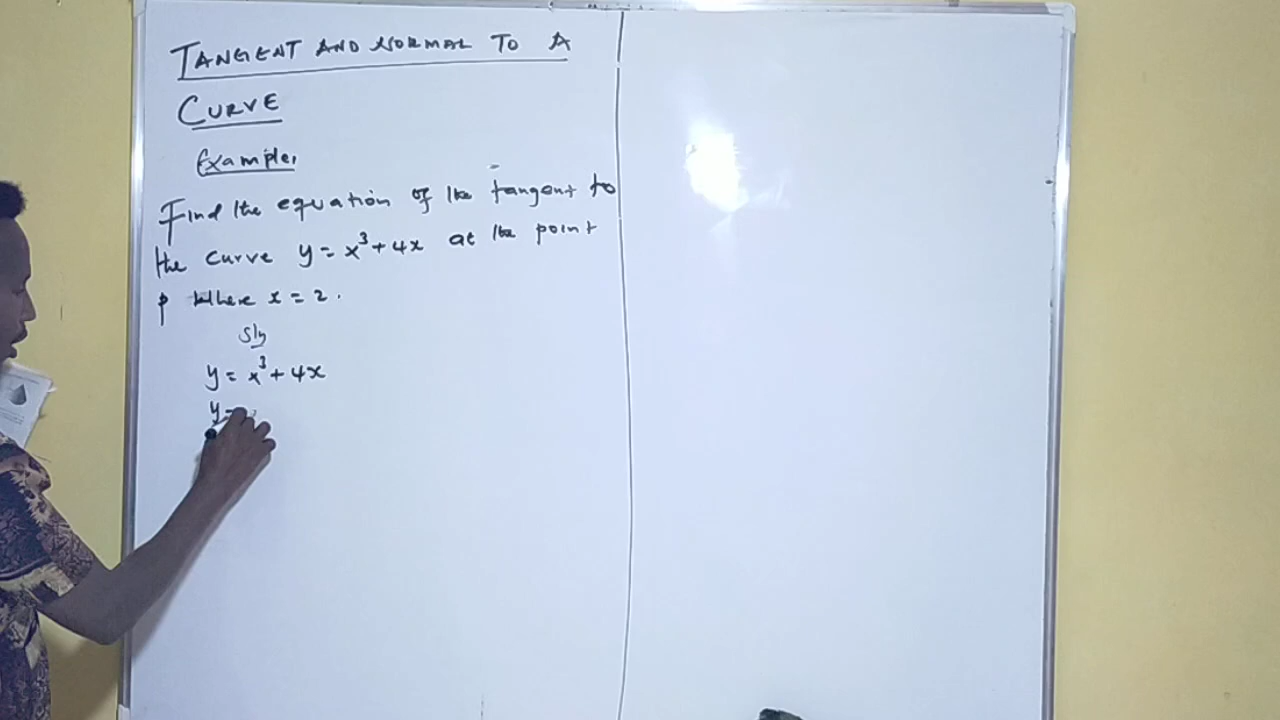 TANGENT AND NORMAL TO A
CURVE
Example,
Find the equation of the tangent to
the curve y = x³ + 4x at the point
p where x = 2.
Sln
y = x³ + 4x
y =